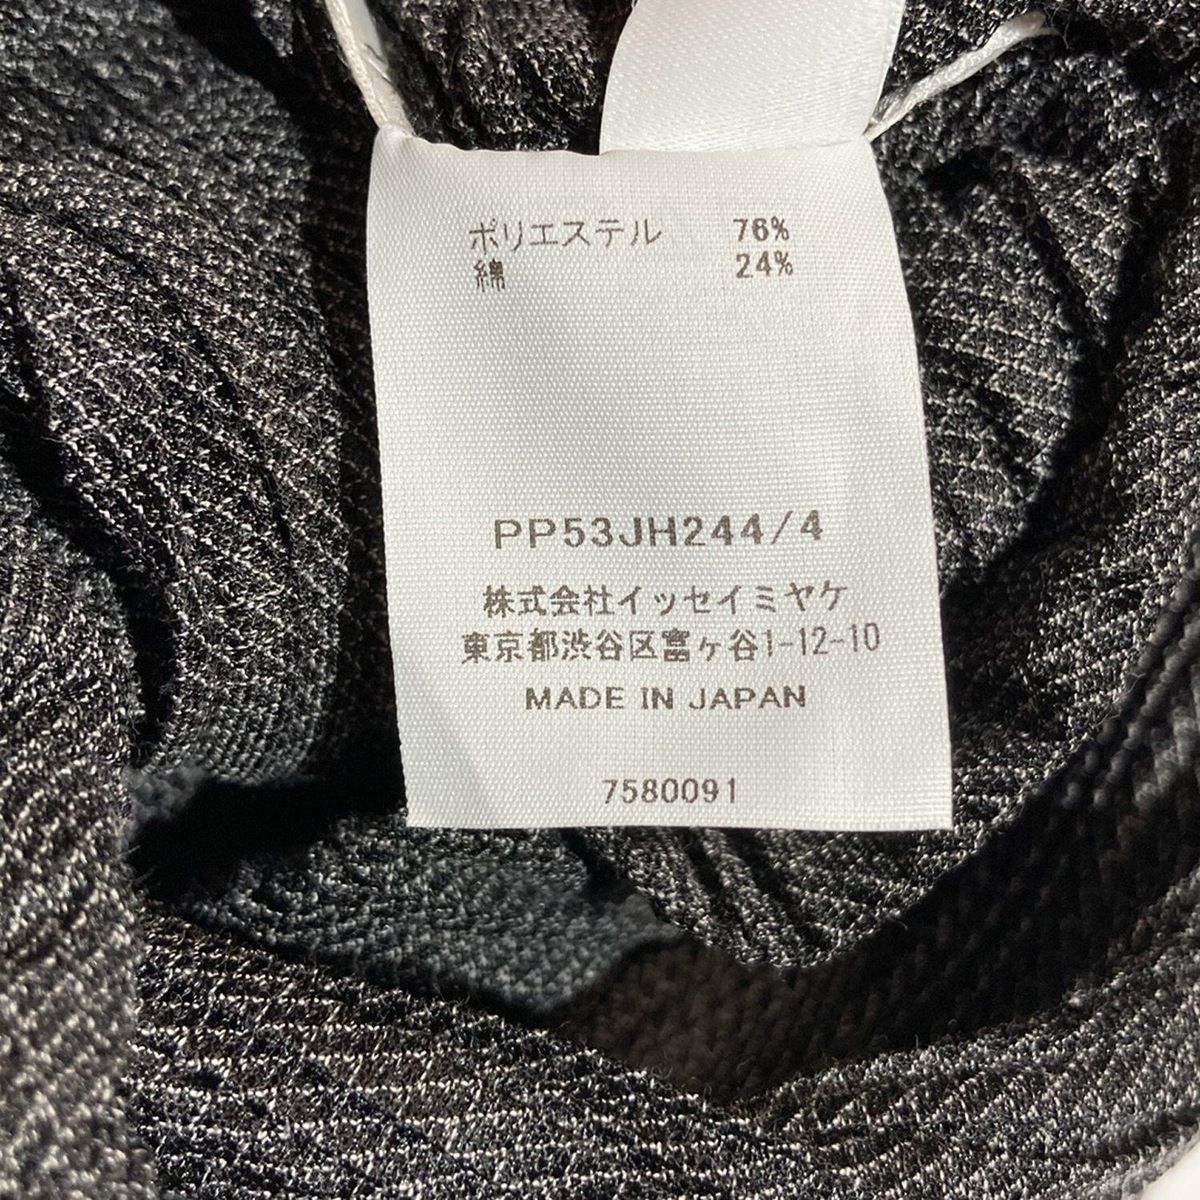 ポリエステル 76%
綿 24%
PP53JH244/4
株式会社イッセイミヤケ
東京都渋谷区富ヶ谷1-12-10
MADE IN JAPAN
7580091